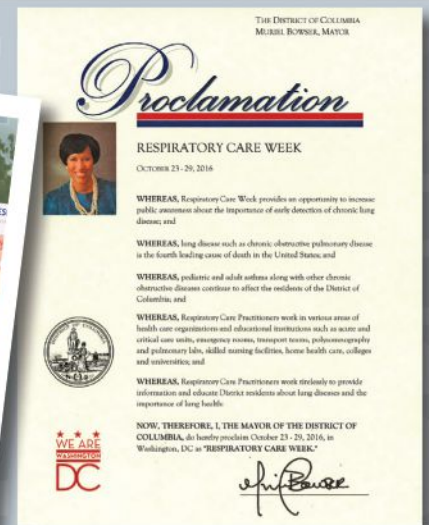 THE DISTRICT OF COLUMBIA
MURIEL BOWSER, MAYOR
Proclamation
RESPIRATORY CARE WEEK
OCTOBER 23 - 29, 2016
WHEREAS, Respiratory Care Week provides an opportunity to increase
public awareness about the importance of early detection of chronic lung
disease; and
WHEREAS, lung disease such as chronic obstructive pulmonary disease
is the fourth leading cause of death in the United States; and
WHEREAS, pediatric and adult asthma along with other chronic
obstructive diseases continue to affect the residents of the District of
Columbia; and
WHEREAS, Respiratory Care Practitioners work in various areas of
health care organizations and educational institutions such as acute and
critical care units, emergency rooms, transport teams, polysomnography
and pulmonary labs, skilled nursing facilities, home health care, colleges
and universities; and
WHEREAS, Respiratory Care Practitioners work tirelessly to provide
information and educate District residents about lung diseases and the
importance of lung health:
NOW, THEREFORE, I, THE MAYOR OF THE DISTRICT OF
COLUMBIA, do hereby proclaim October 23 - 29, 2016, in
Washington, DC as "RESPIRATORY CARE WEEK."
WE ARE
WASHINGTON
DC